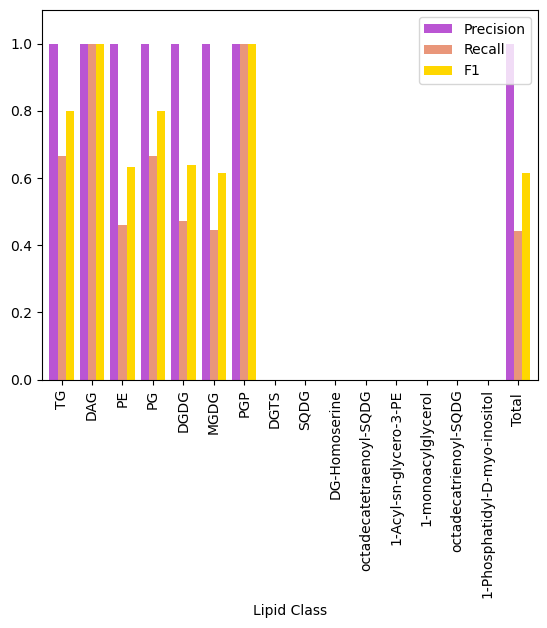 Precision
Recall
F1
1.0
0.8
0.6
0.4
0.2
0.0
TG
DAG
PE
PG
DGDG
MGDG
PGP
DGTS
SQDG
DG-Homoserine
octadecatetraenoyl-SQDG
1-Acyl-sn-glycero-3-PE
1-monoacylglycerol
octadecatrienoyl-SQDG
1-Phosphatidyl-D-myo-inositol
Total
Lipid Class